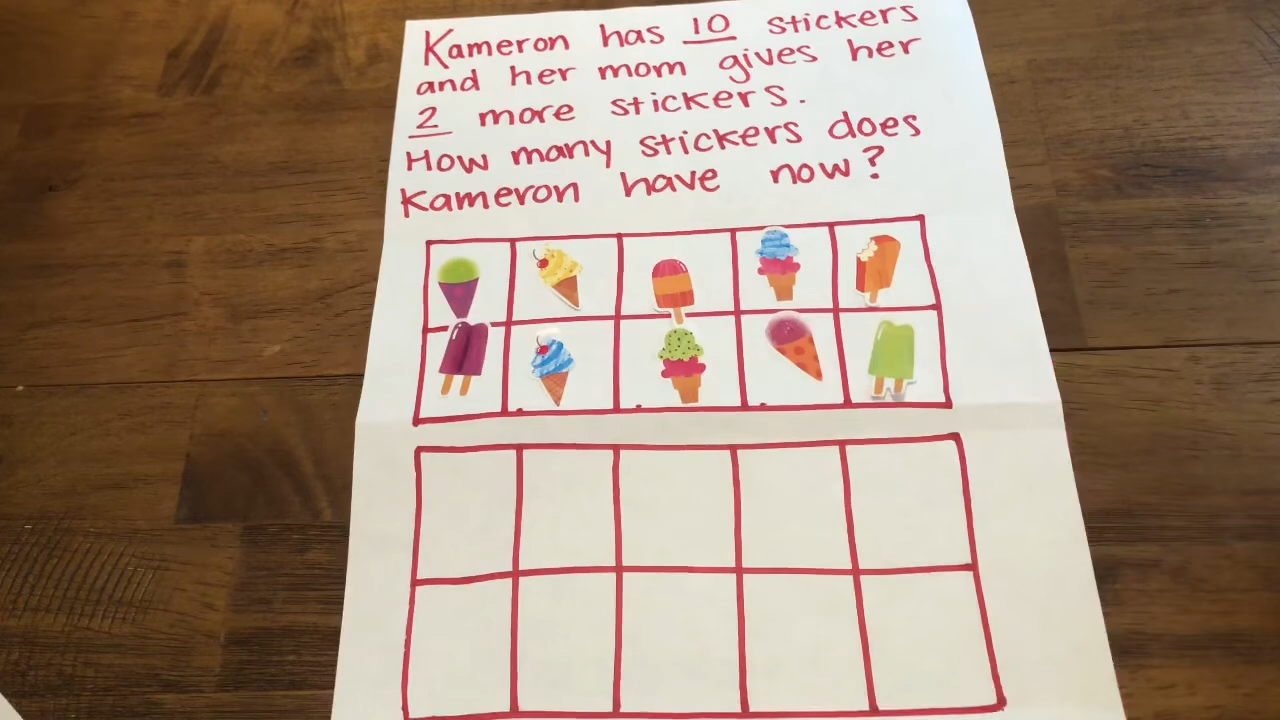 Kameron has 10 stickers
and her mom gives her
2 more stickers.
How many stickers does
Kameron have now?